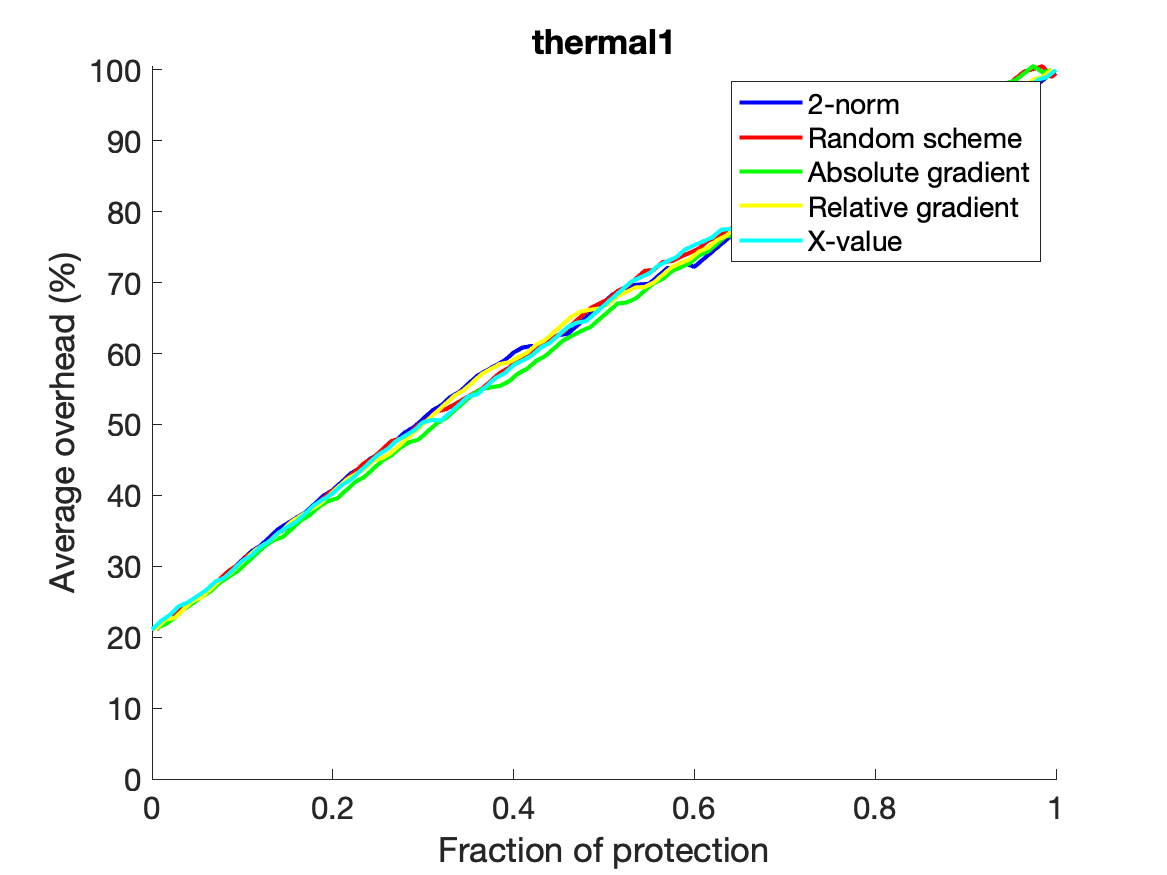 thermal1
100
90
80
70
60
50
40
30
20
10
0
Average overhead (%)
2-norm
Random scheme
Absolute gradient
Relative gradient
X-value
0
0.2
0.4
0.6
0.8
1
Fraction of protection